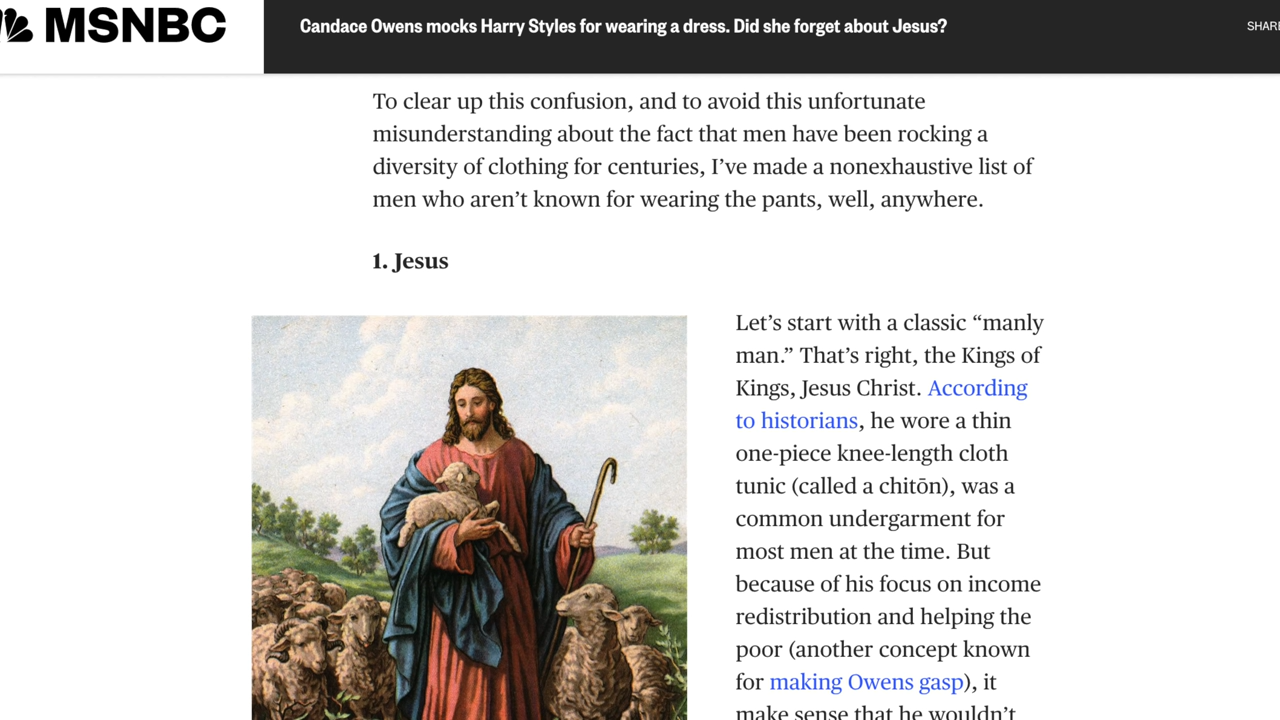 MSNBC
Candace Owens mocks Harry Styles for wearing a dress. Did she forget about Jesus?
SHARE
To clear up this confusion, and to avoid this unfortunate
misunderstanding about the fact that men have been rocking a
diversity of clothing for centuries, I’ve made a nonexhaustive list of
men who aren’t known for wearing the pants, well, anywhere.
1. Jesus
Let’s start with a classic “manly
man.” That’s right, the Kings of
Kings, Jesus Christ. According
to historians, he wore a thin
one-piece knee-length cloth
tunic (called a chitōn), was a
common undergarment for
most men at the time. But
because of his focus on income
redistribution and helping the
poor (another concept known
for making Owens gasp), it
make sense that he wouldn’t